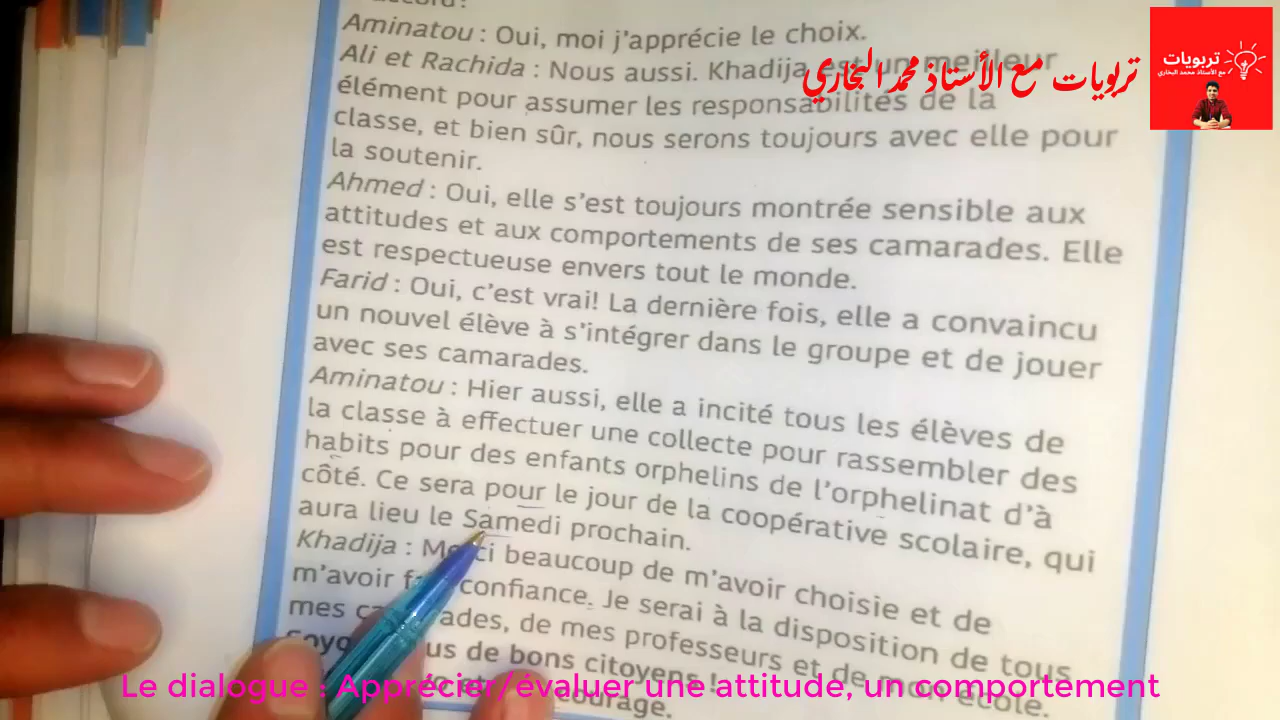 Aminatou : Oui, moi j'apprécie le choix.
Ali et Rachida : Nous aussi. Khadija est un meilleur
élément pour assumer les responsabilités de la
classe, et bien sûr, nous serons toujours avec elle pour
la soutenir.
Ahmed : Oui, elle s'est toujours montrée sensible aux
attitudes et aux comportements de ses camarades. Elle
est respectueuse envers tout le monde.
Farid : Oui, c'est vrai! La dernière fois, elle a convaincu
un nouvel élève à s'intégrer dans le groupe et de jouer
avec ses camarades.
Aminatou : Hier aussi, elle a incité tous les élèves de
la classe à effectuer une collecte pour rassembler des
habits pour des enfants orphelins de l'orphelinat d'à
côté. Ce sera pour le jour de la coopérative scolaire, qui
aura lieu le Samedi prochain.
Khadija : Merci beaucoup de m'avoir choisie et de
m'avoir confiance. Je serai à la disposition de tous
mes de mes professeurs et de mon école.
de bons citoyens !
courage.
تربويات مع الأستاذ محمد البخاري
تربويات
مع الاستاذ محمد البخاري
Le dialogue : Apprécier/évaluer une attitude, un comportement